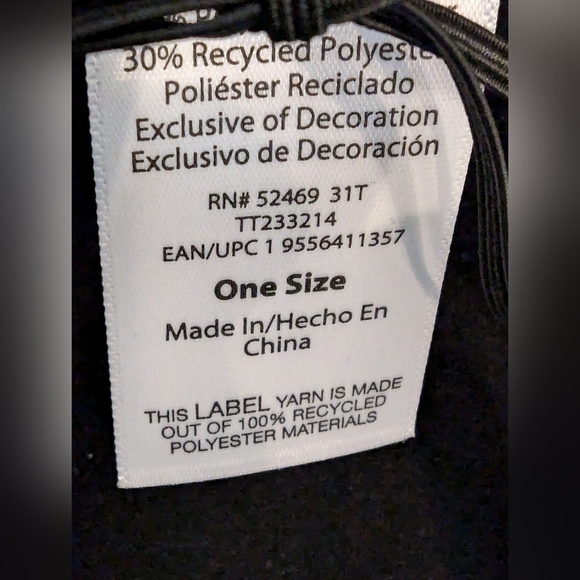 30% Recycled
Poliéster Reciclado
Exclusive of Decoration
Exclusivo de Decoración
RN# 52469 31T
TT233214
EAN/UPC 1 9556411357
One Size
Made In/Hecho En
China
THIS LABEL YARN IS MADE
OUT OF 100% RECYCLED
POLYESTER MATERIALS